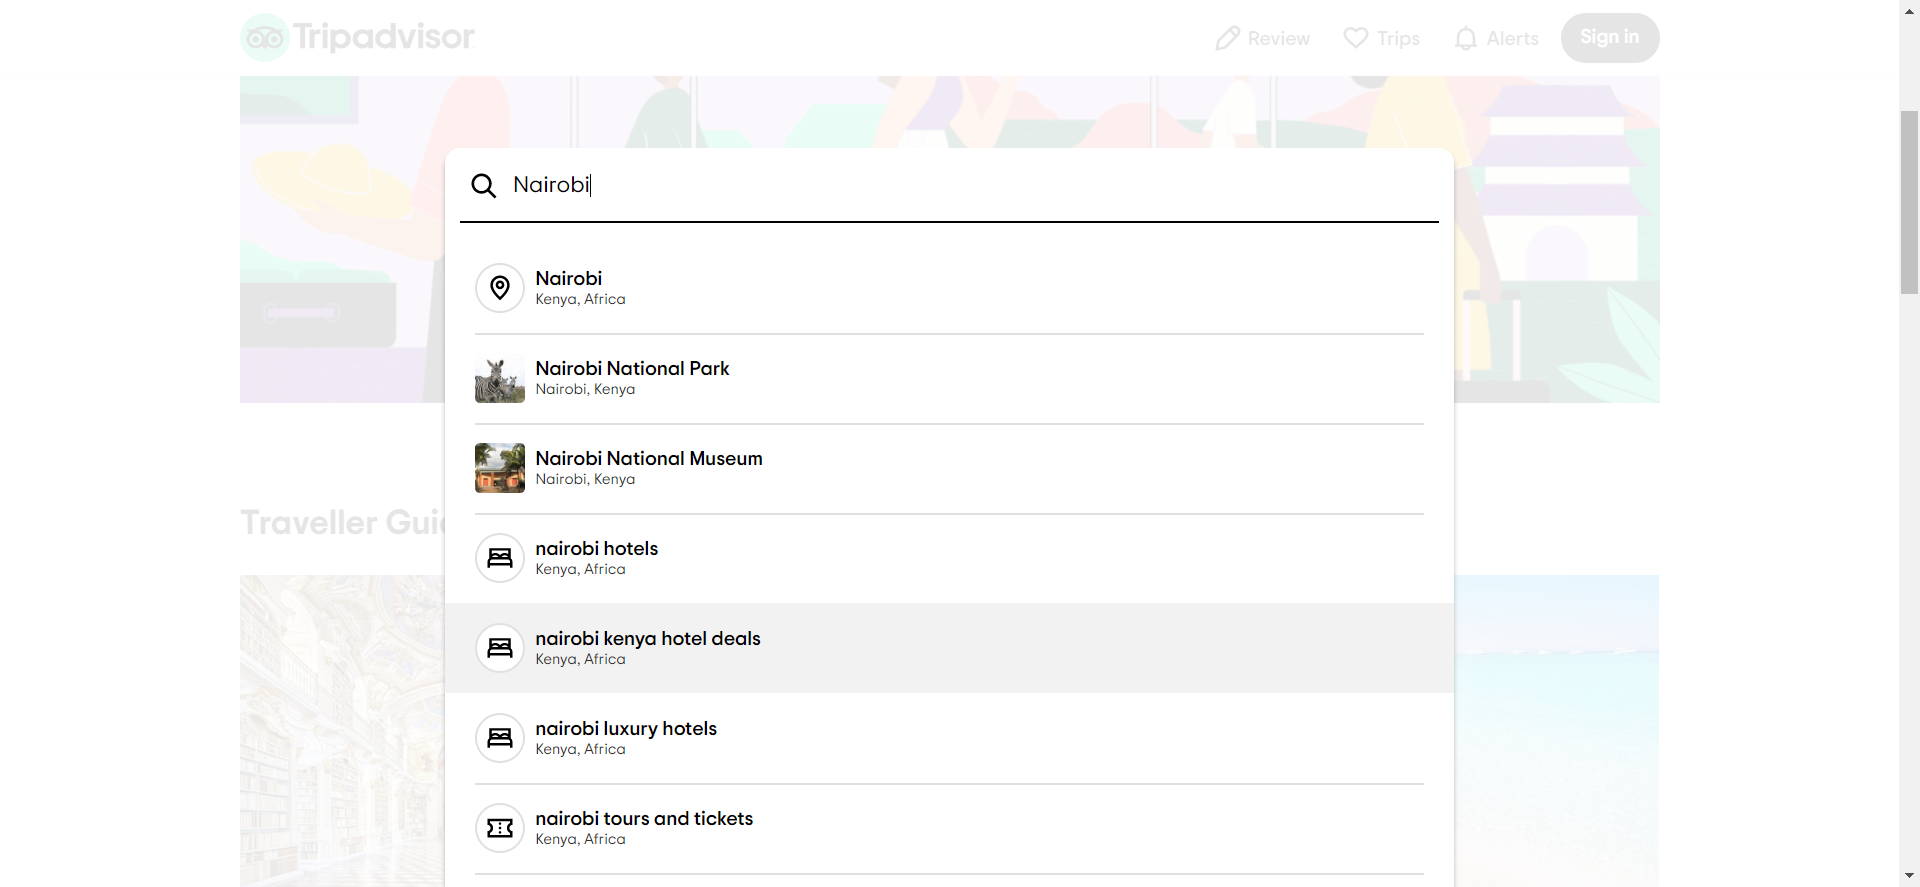 Tripadvisor
Review
Trips
Alerts
Sign in
Nairobi
Nairobi
Kenya, Africa
Nairobi National Park
Nairobi, Kenya
Nairobi National Museum
Nairobi, Kenya
Traveller
nairobi hotels
Kenya, Africa
nairobi kenya hotel deals
Kenya, Africa
nairobi luxury hotels
Kenya, Africa
nairobi tours and tickets
Kenya, Africa